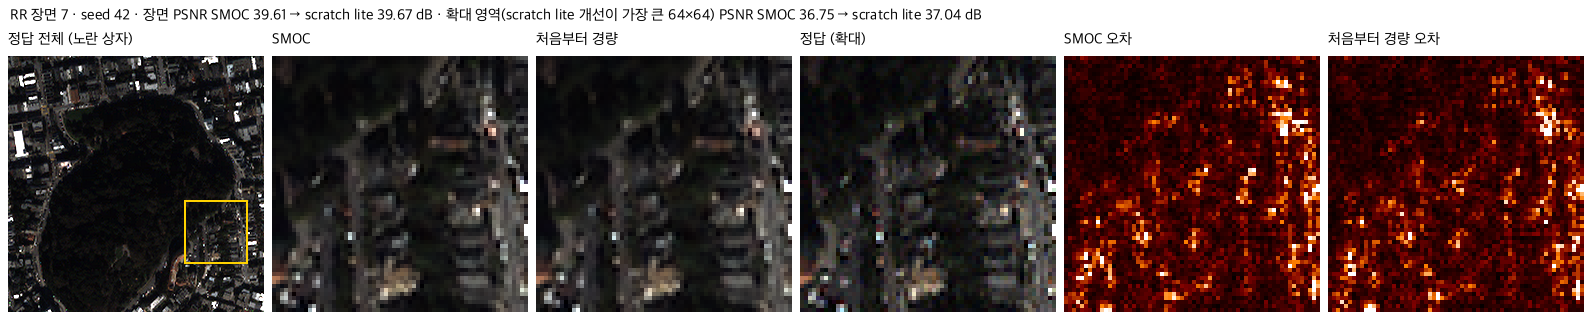 RR 장면 7 · seed 42 · 장면 PSNR SMOC 39.61 → scratch lite 39.67 dB · 확대 영역(scratch lite 개선이 가장 큰 64×64) PSNR SMOC 36.75 → scratch lite 37.04 dB
정답 전체 (노란 상자)
SMOC
처음부터 경량
정답 (확대)
SMOC 오차
처음부터 경량 오차